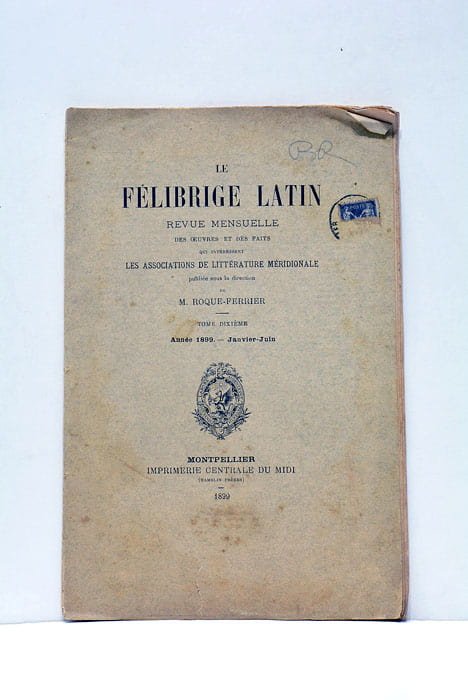 BR
LE
FÉLIBRIGE LATIN
REVUE MENSUELLE
DES ŒUVRES ET DES FAITS
QUI INTÉRESSENT
LES ASSOCIATIONS DE LITTÉRATURE MÉRIDIONALE
publiée sous la direction
DE
M. ROQUE-FERRIER
TOME DIXIÈME
Année 1899. — Janvier-Juin
MONTPELLIER
IMPRIMERIE CENTRALE DU MIDI
(HAMELIN FRÈRES)
1899